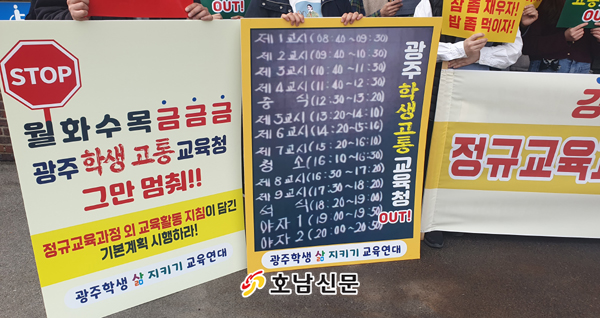 OUT!
OUT!
잠 좀 재우자!
밥 좀 먹이자!
STOP
월화수목금금금
광주 학생 고통 교육청
그만 멈춰!!
정규교육과정 외 교육활동 지침이 담긴
기본계획 시행하라!
광주학생 삶 지키기 교육연대
제1교시(08:40~09:30)
제2교시(09:40~10:30)
제3교시(10:40~11:30)
제4교시(11:40~12:30)
중식(12:30~13:20)
제5교시(13:20~14:10)
제6교시(14:20~15:10)
제7교시(15:20~16:10)
청소(16:10~16:30)
제8교시(16:30~17:20)
제9교시(17:30~18:20)
석식(18:20~19:00)
야자1(19:00~19:50)
야자2(20:00~20:50)
광주 학생 고통 교육청 OUT!
광주학생 삶 지키기 교육연대
정규교육
호남신문